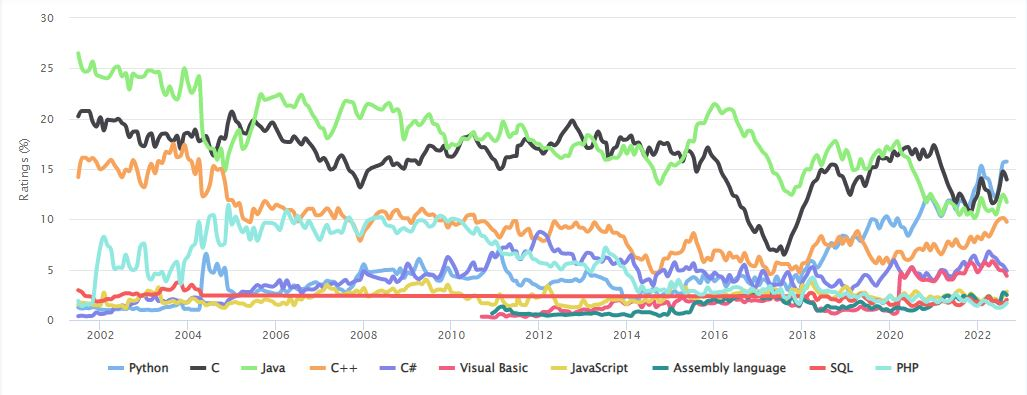 30
25
20
15
10
5
0
Ratings (%)
2002 2004 2006 2008 2010 2012 2014 2016 2018 2020 2022
Python C Java C++ C# Visual Basic JavaScript Assembly language SQL PHP